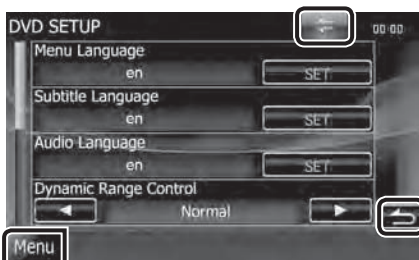 DVD SETUP
00:00
Menu Language
en
SET
Subtitle Language
en
SET
Audio Language
en
SET
Dynamic Range Control
Normal
Menu